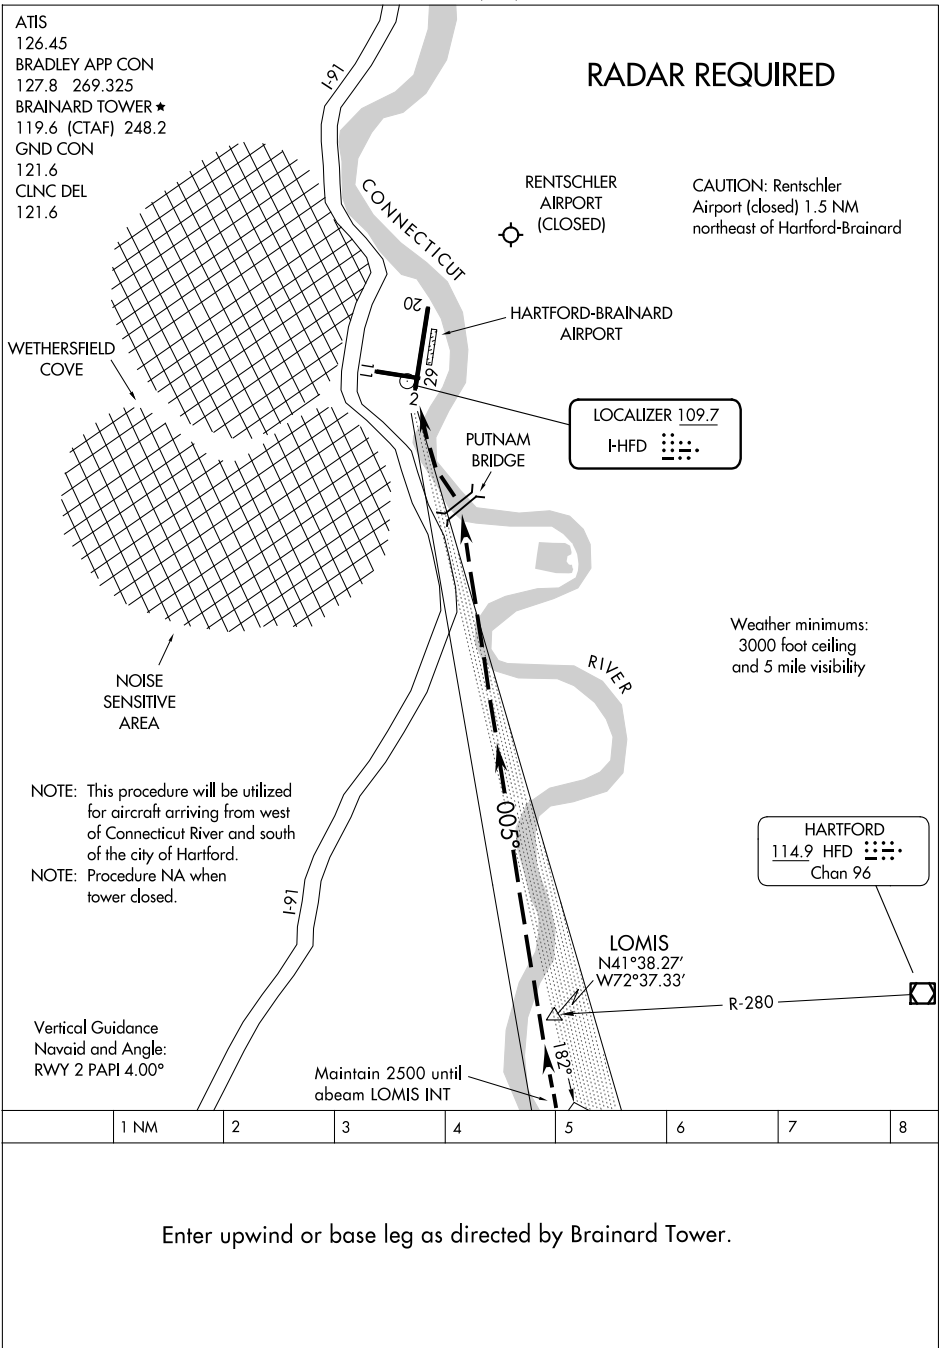 ATIS
126.45
BRADLEY APP CON
127.8 269.325
BRAINARD TOWER ★
119.6 (CTAF) 248.2
GND CON
121.6
CLNC DEL
121.6
RADAR REQUIRED
I-91
CONNECTICUT
RENTSCHLER
AIRPORT
(CLOSED)
CAUTION: Rentschler
Airport (closed) 1.5 NM
northeast of Hartford-Brainard
20
HARTFORD-BRAINARD
AIRPORT
WETHERSFIELD
COVE
11
29
2
LOCALIZER 109.7
I-HFD
PUTNAM
BRIDGE
NOISE
SENSITIVE
AREA
RIVER
Weather minimums:
3000 foot ceiling
and 5 mile visibility
NOTE: This procedure will be utilized
for aircraft arriving from west
of Connecticut River and south
of the city of Hartford.
NOTE: Procedure NA when
tower closed.
I-91
005°
HARTFORD
114.9 HFD
Chan 96
LOMIS
N41°38.27'
W72°37.33'
R-280
182°
Vertical Guidance
Navaid and Angle:
RWY 2 PAPI 4.00°
Maintain 2500 until
abeam LOMIS INT
1 NM 2 3 4 5 6 7 8
Enter upwind or base leg as directed by Brainard Tower.